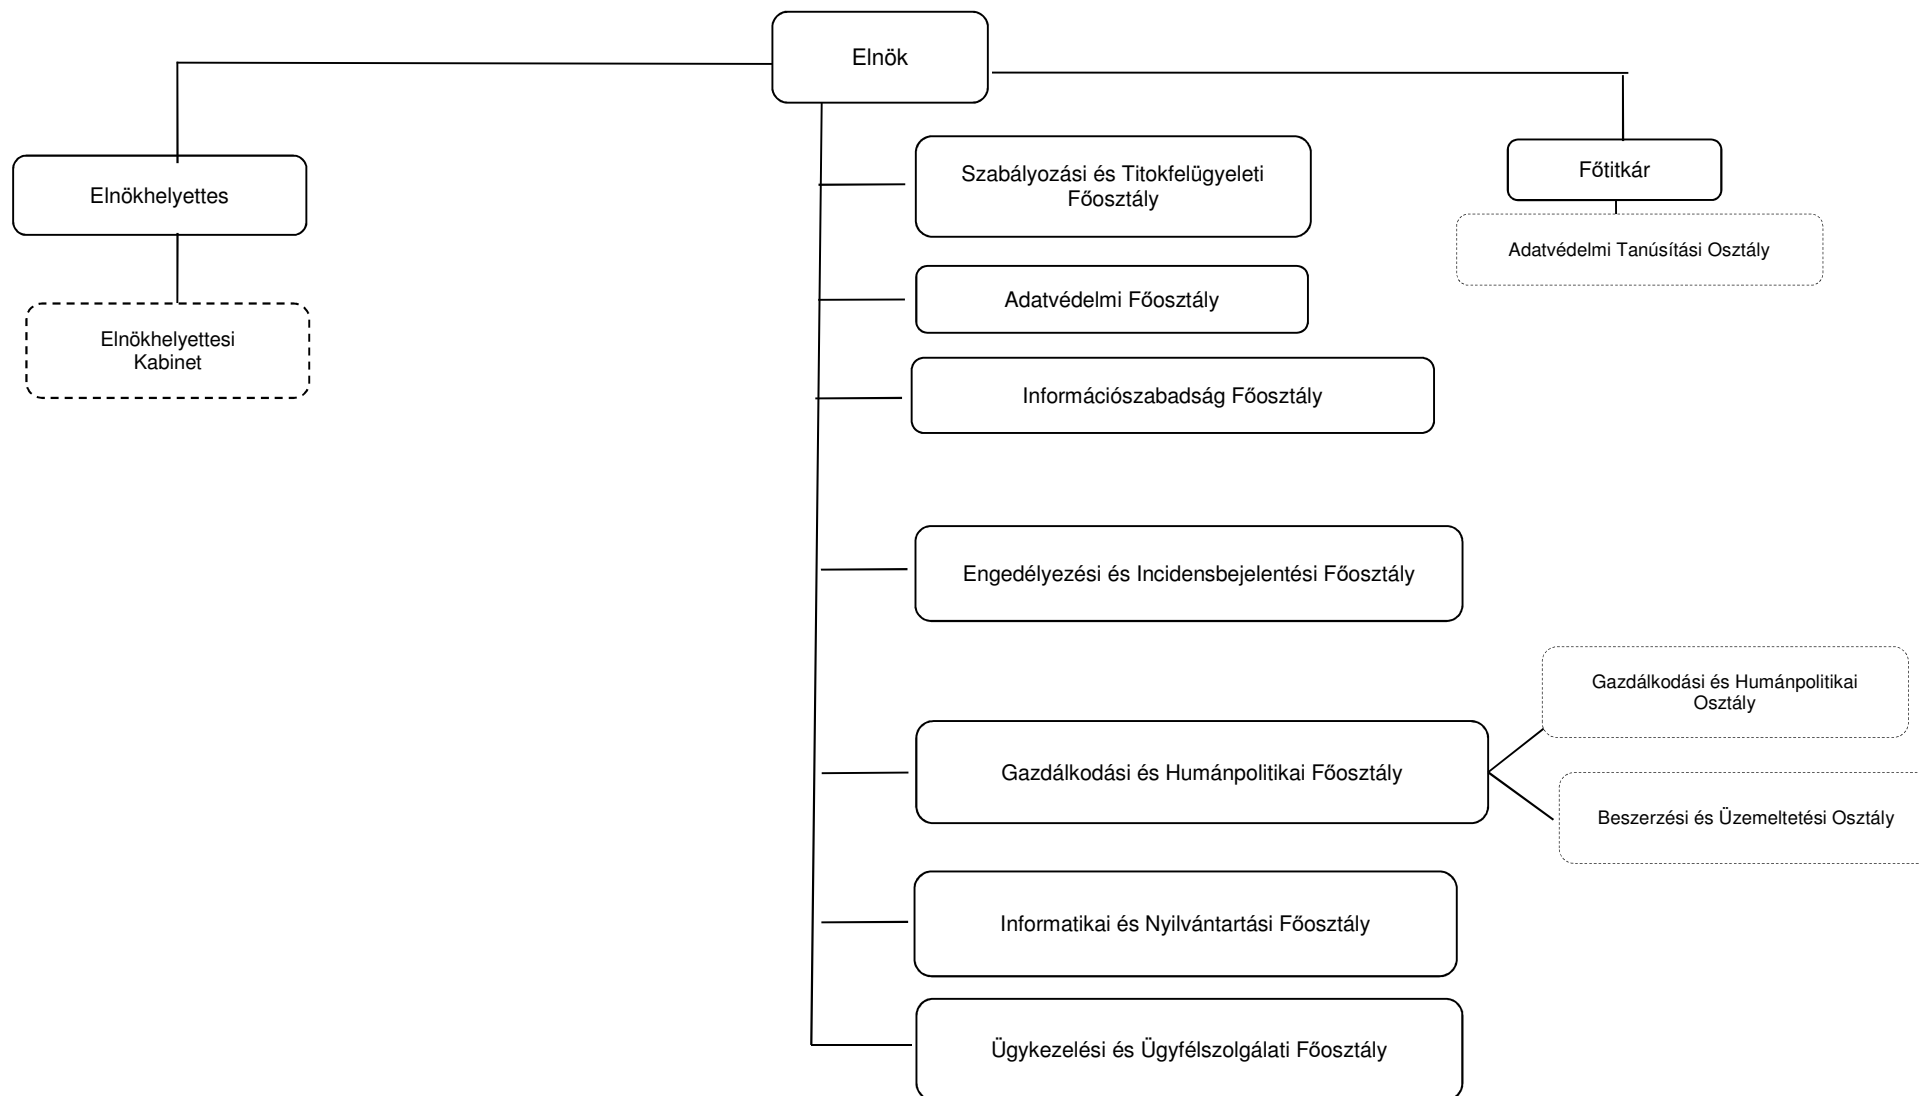 Elnök
Elnökhelyettes
Elnökhelyettesi
Kabinet
Szabályozási és Titokfelügyeleti
Főosztály
Adatvédelmi Főosztály
Információszabadság Főosztály
Engedélyezési és Incidensbejelentési Főosztály
Gazdálkodási és Humánpolitikai Főosztály
Informatikai és Nyilvántartási Főosztály
Ügykezelési és Ügyfélszolgálati Főosztály
Főtitkár
Adatvédelmi Tanúsítási Osztály
Gazdálkodási és Humánpolitikai
Osztály
Beszerzési és Üzemeltetési Osztály